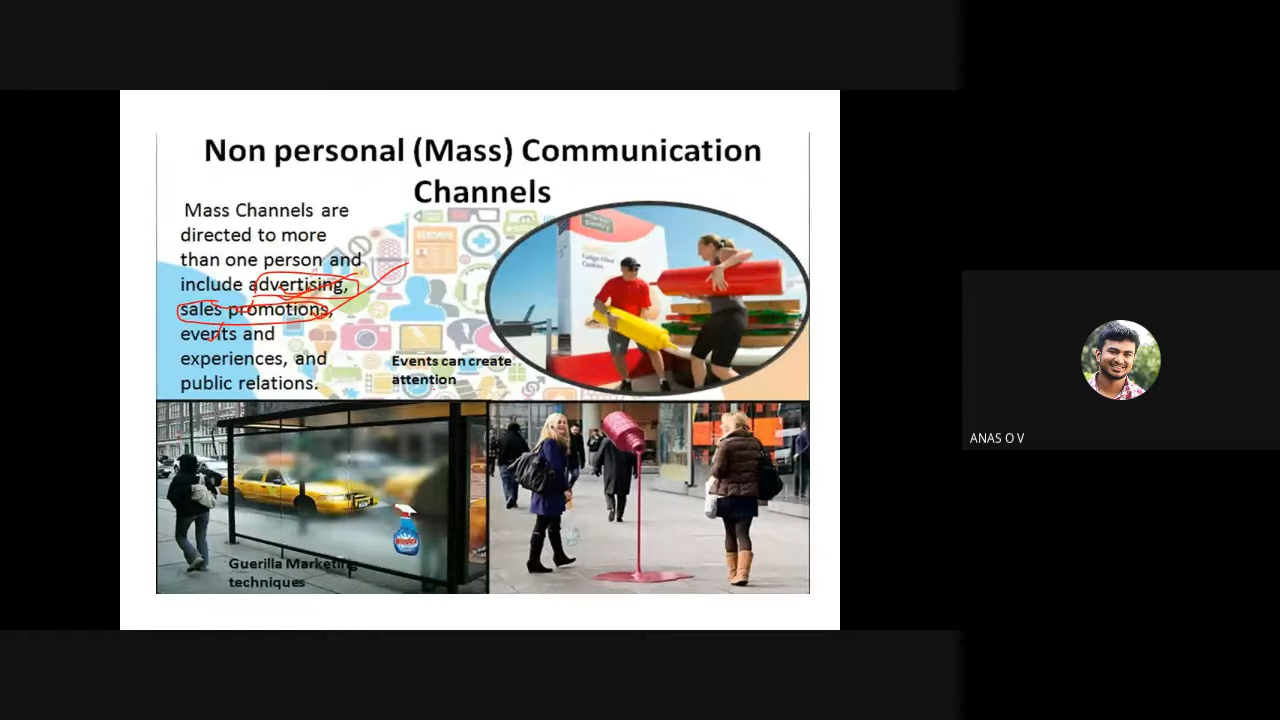 Non personal (Mass) Communication
Channels
Mass Channels are
directed to more
than one person and
include advertising,
sales promotions,
events and
experiences, and
public relations.
Events can create
attention
Guerilla Marketing
techniques
ANAS O V